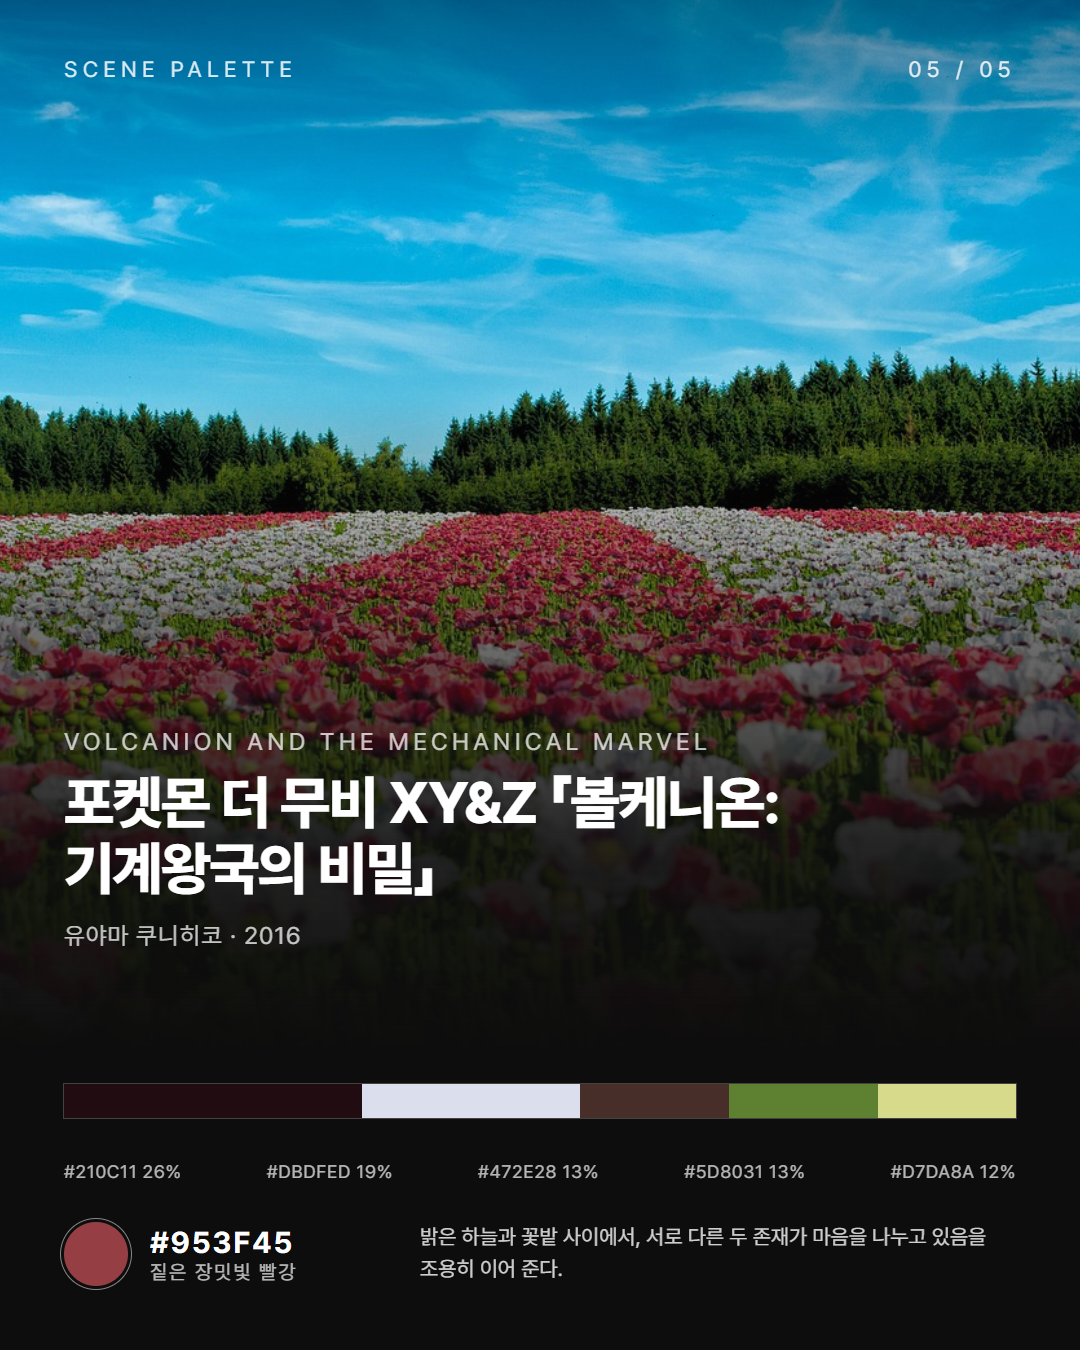 SCENE PALETTE
05 / 05
VOLCANION AND THE MECHANICAL MARVEL
포켓몬 더 무비 XY&Z 「볼케니온:
기계왕국의 비밀」
유야마 쿠니히코 · 2016
#210C11 26% #DBDFED 19% #472E28 13% #5D8031 13% #D7DA8A 12%
#953F45
짙은 장밋빛 빨강
밝은 하늘과 꽃밭 사이에서, 서로 다른 두 존재가 마음을 나누고 있음을
조용히 이어 준다.